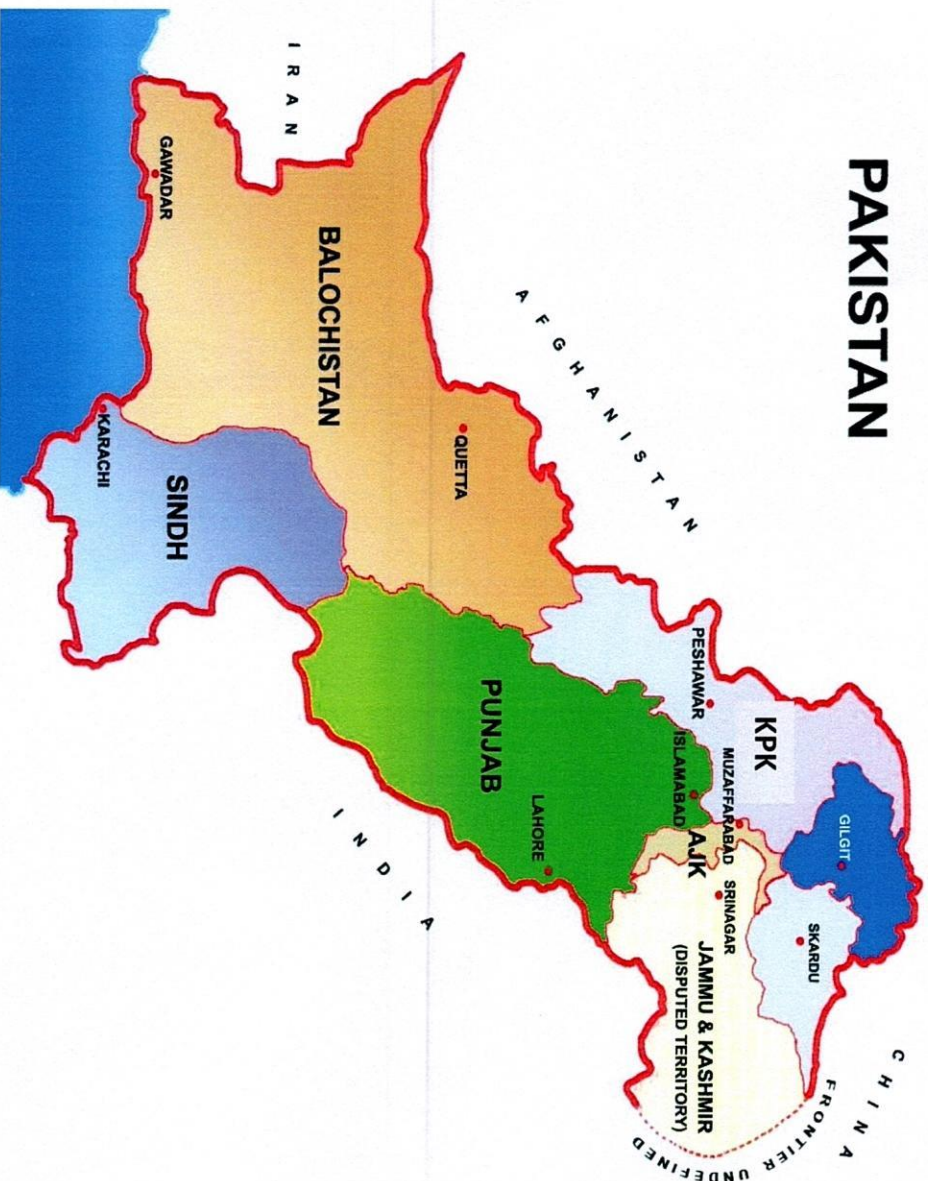 PAKISTAN
CHINA
FRONTIER UNDEFINED
AFGHANISTAN
GILGIT
SKARDU
KPK
PESHAWAR
MUZAFFARABAD
SRINAGAR
ISLAMABAD
AJK
JAMMU & KASHMIR
(DISPUTED TERRITORY)
LAHORE
PUNJAB
QUETTA
BALOCHISTAN
IRAN
INDIA
GAWADAR
SINDH
KARACHI